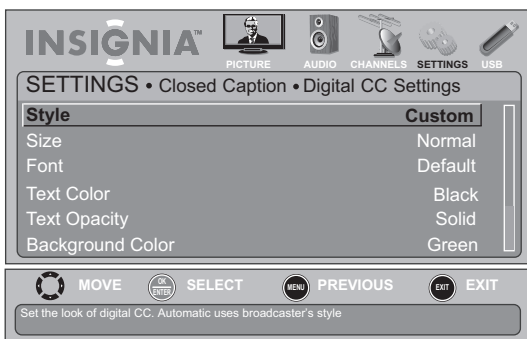 INSIGNIA™
PICTURE AUDIO CHANNELS SETTINGS USB
SETTINGS • Closed Caption • Digital CC Settings
Style Custom
Size Normal
Font Default
Text Color Black
Text Opacity Solid
Background Color Green
MOVE OK ENTER SELECT MENU PREVIOUS EXIT EXIT
Set the look of digital CC. Automatic uses broadcaster's style